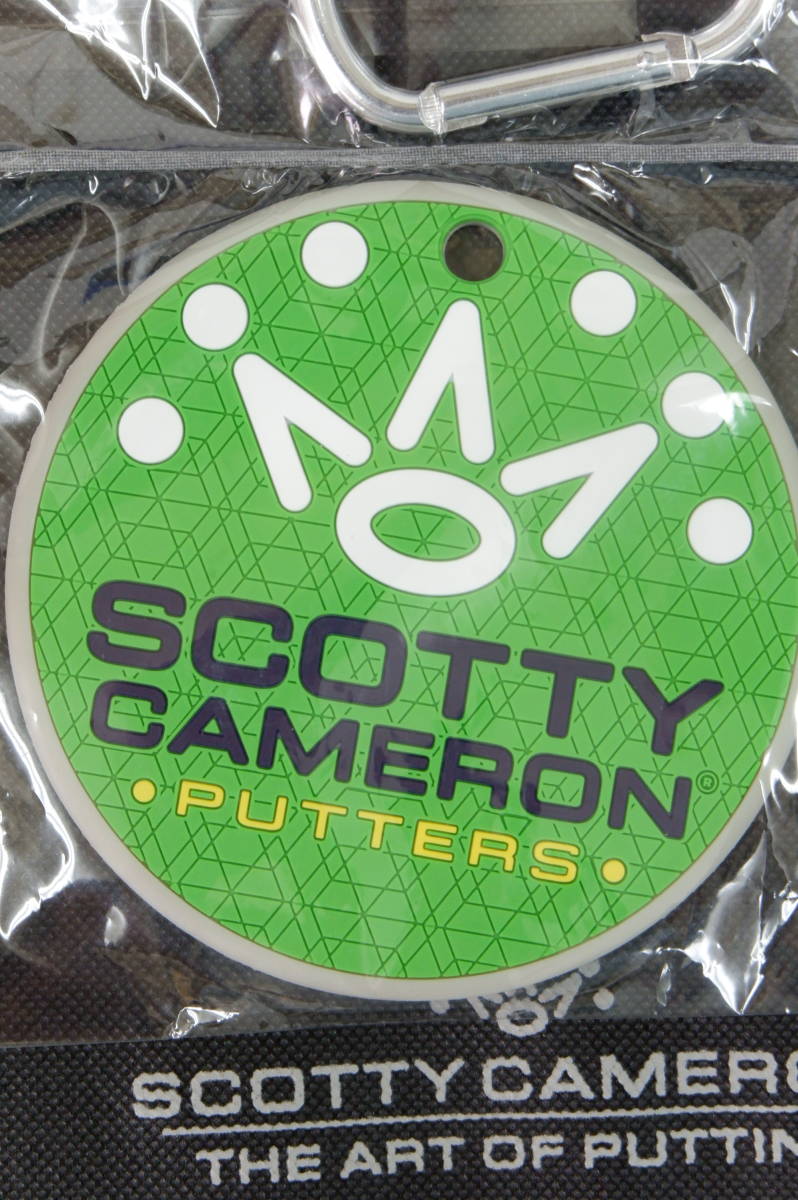 SCOTTY
CAMERON®
• PUTTERS •
SCOTTY CAMER
THE ART OF PUTTIN